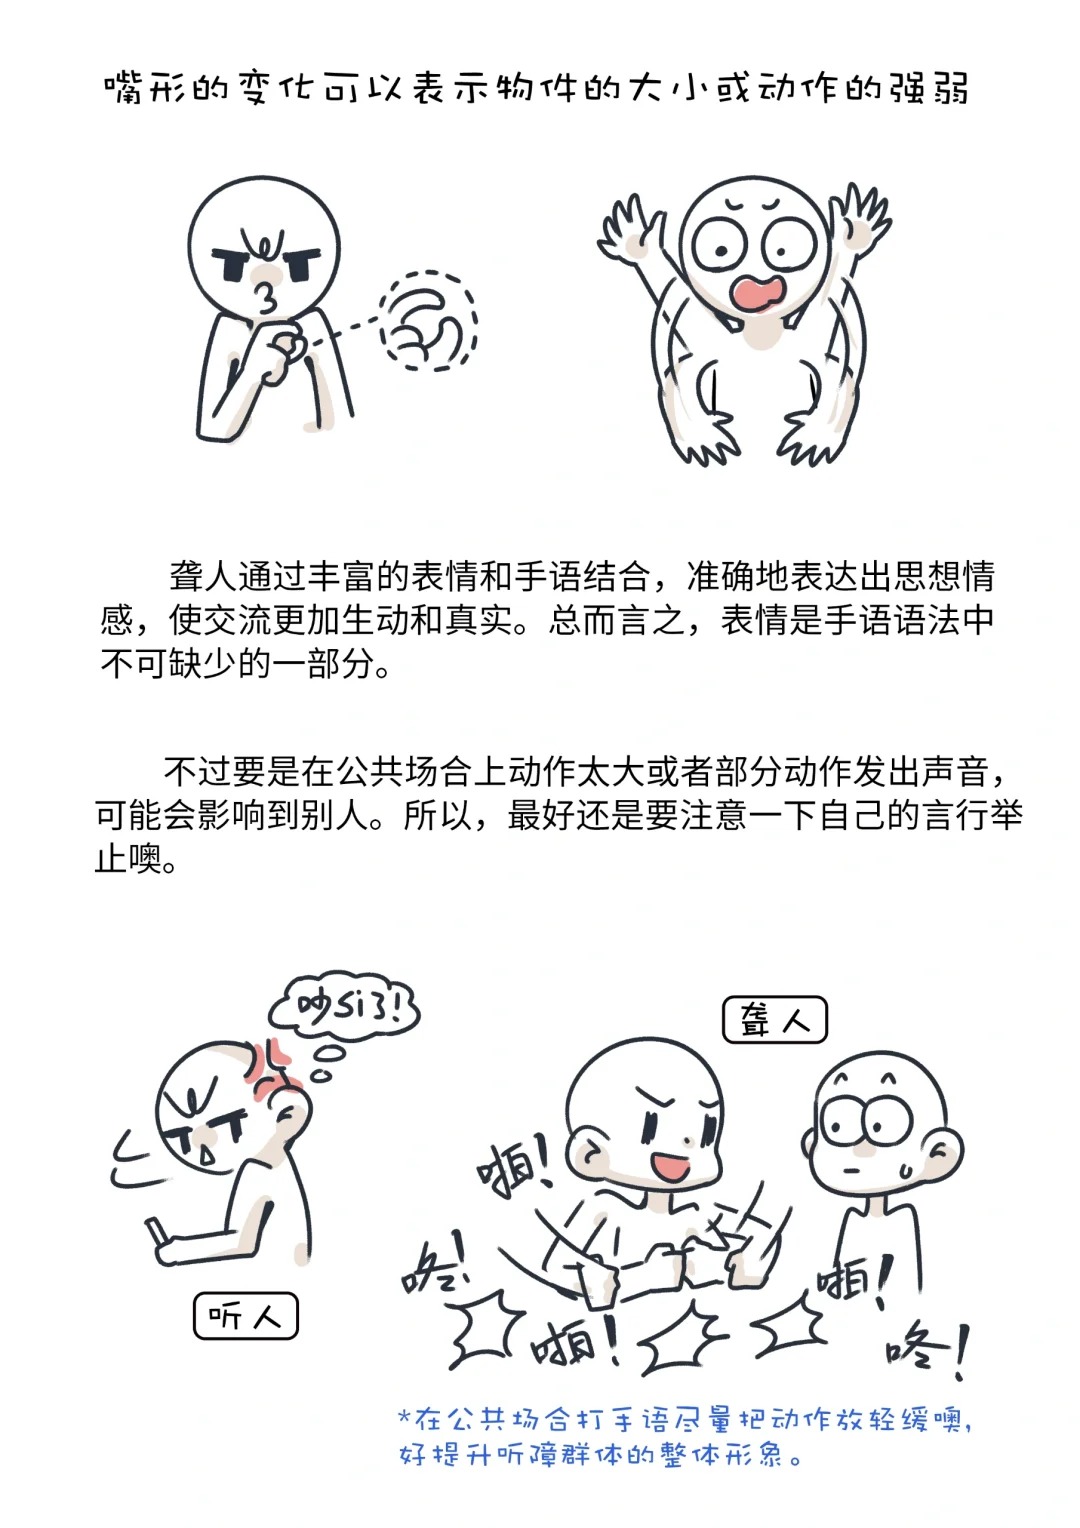 嘴形的变化可以表示物件的大小或动作的强弱
聋人通过丰富的表情和手语结合，准确地表达出思想情
感，使交流更加生动和真实。总而言之，表情是手语语法中
不可缺少的一部分。
不过要是在公共场合上动作太大或者部分动作发出声音，
可能会影响到别人。所以，最好还是要注意一下自己的言行举
止噢。
吵si了！
聋人
啪！
咚！
啪！
啪！
咚！
听人
*在公共场合打手语尽量把动作放轻缓噢，
好提升听障群体的整体形象。